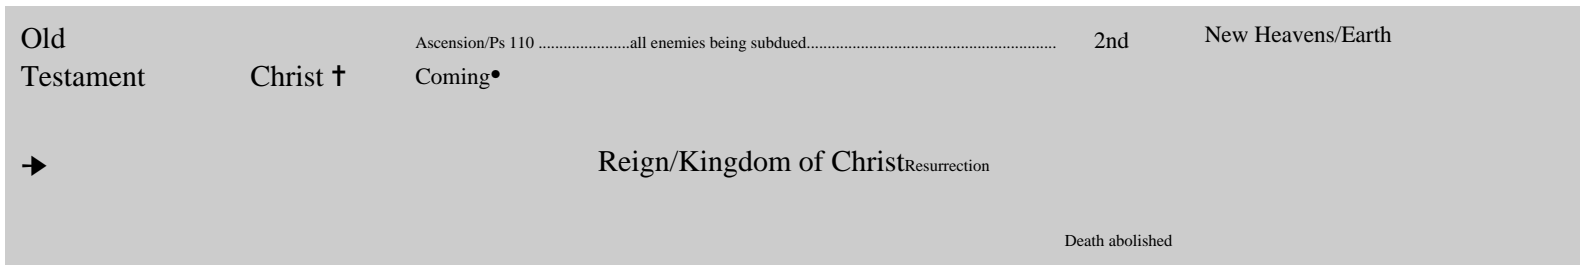 Old
Ascension/Ps 110 ......................all enemies being subdued............................................................ 2nd
New Heavens/Earth
Testament
Christ ✝
Coming•
➔
Reign/Kingdom of ChristResurrection
Death abolished